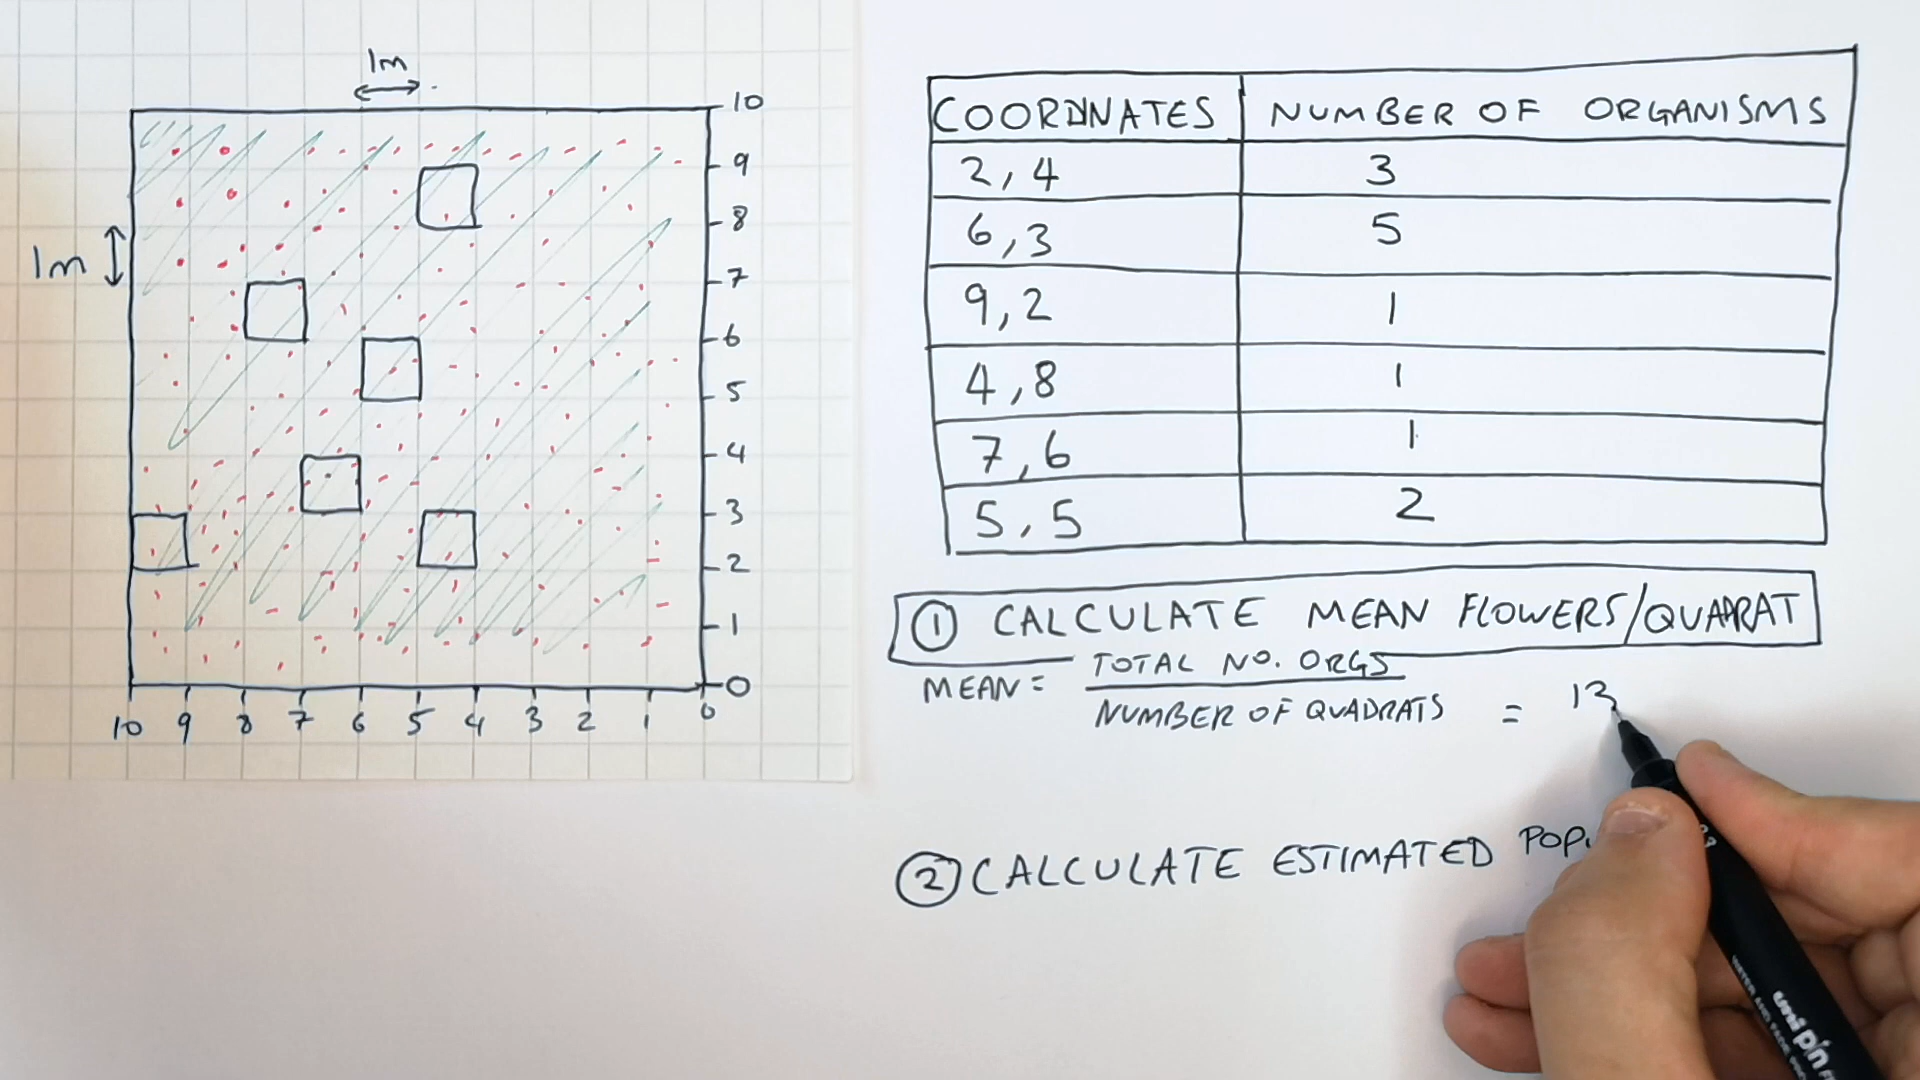 1m
1m
10
9
8
7
6
5
4
3
2
1
0
10 9 8 7 6 5 4 3 2 1 0
COORDINATES NUMBER OF ORGANISMS
2,4 3
6,3 5
9,2 1
4,8 1
7,6 1
5,5 2
① CALCULATE MEAN FLOWERS/QUADRAT
MEAN = TOTAL NO. ORGS
NUMBER OF QUADRATS = 13
② CALCULATE ESTIMATED POP
uni pin